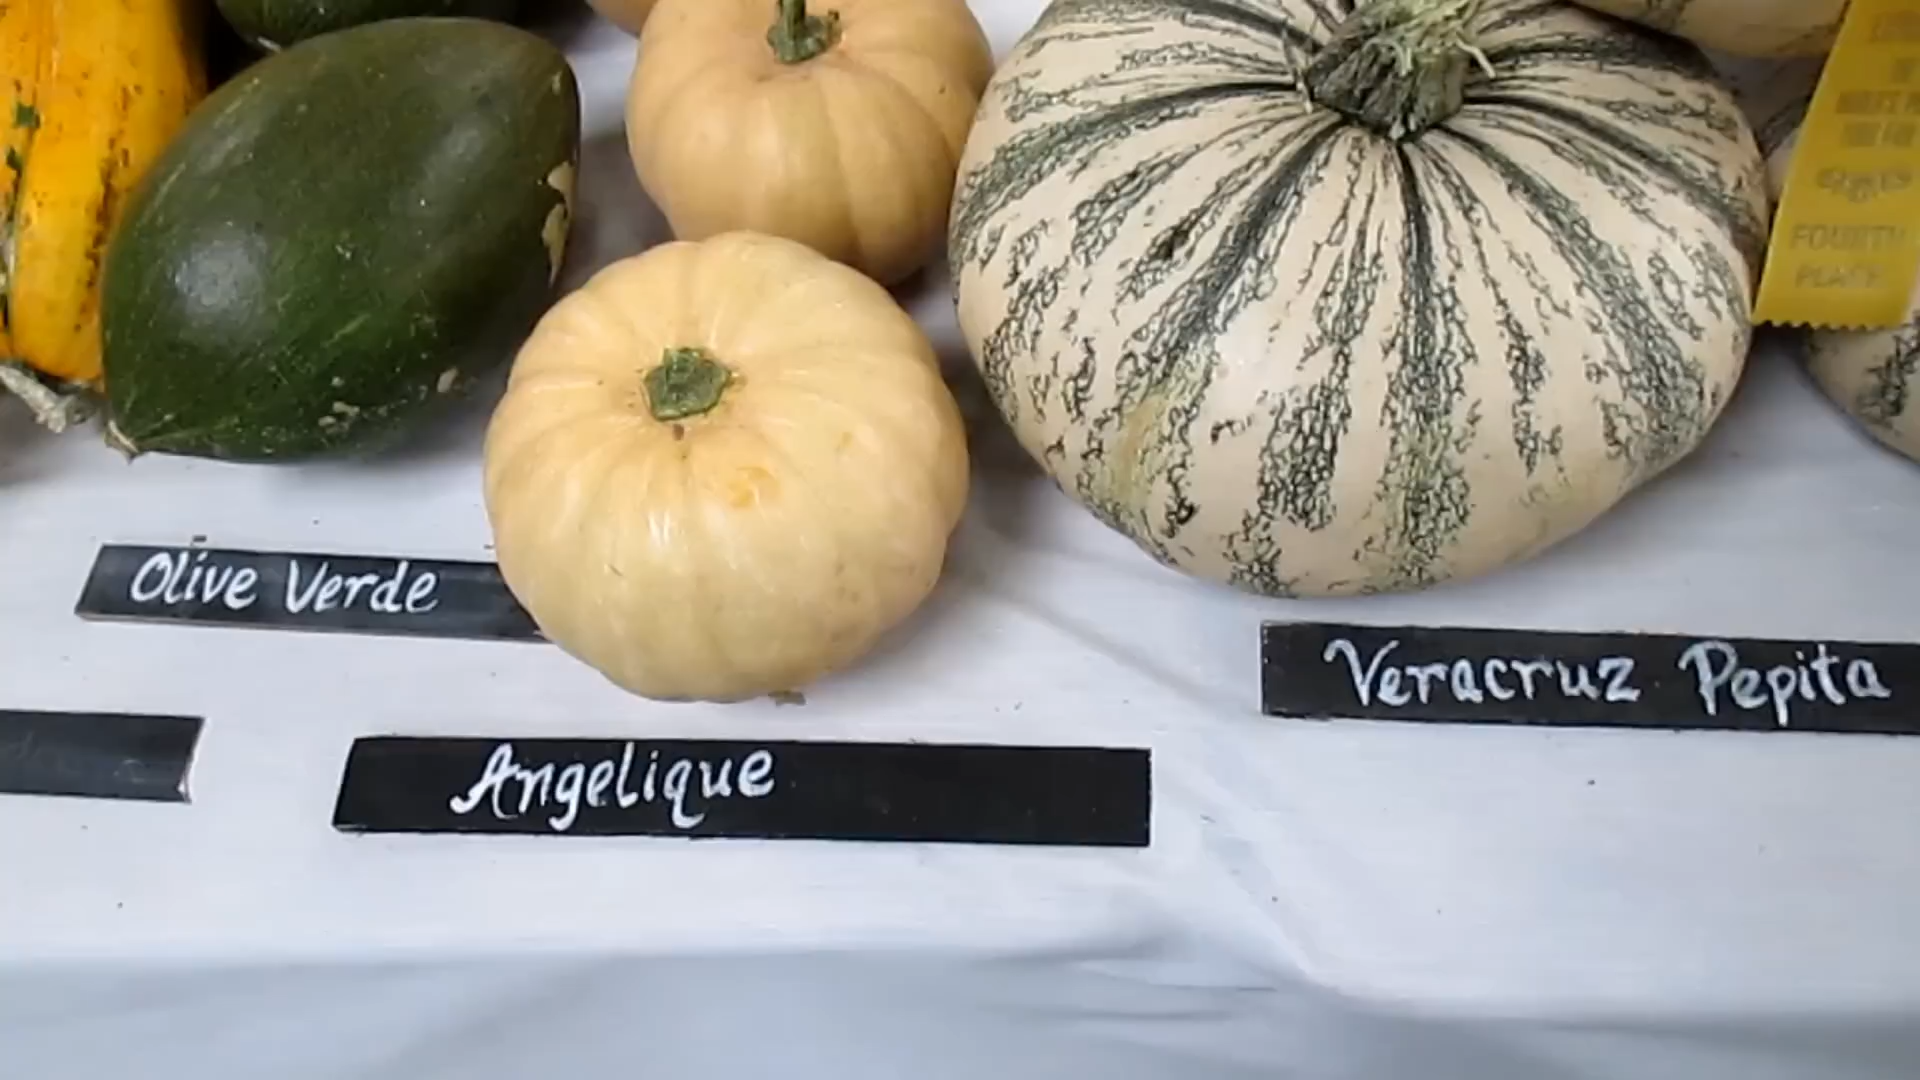 FOURTH
PLACE
Olive Verde
Veracruz Pepita
Angelique